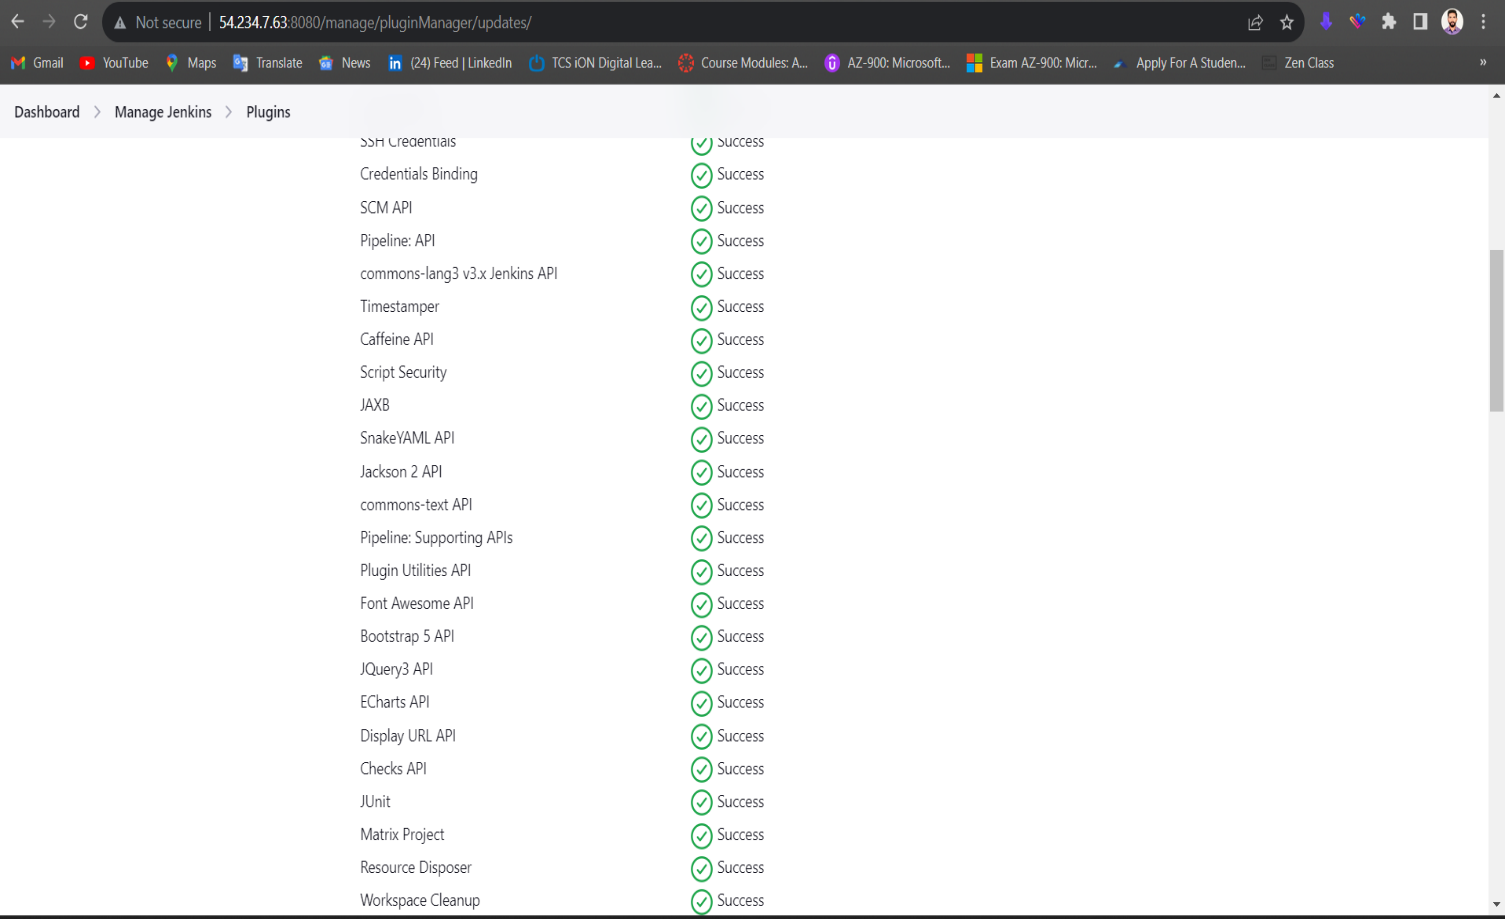 Not secure 54.234.7.63:8080/manage/pluginManager/updates/
Gmail YouTube Maps Translate News (24) Feed | LinkedIn TCS iON Digital Lea... Course Modules: A... AZ-900: Microsoft... Exam AZ-900: Micr... Apply For A Studen... Zen Class »
Dashboard Manage Jenkins Plugins
SSH Credentials Success
Credentials Binding Success
SCM API Success
Pipeline: API Success
commons-lang3 v3.x Jenkins API Success
Timestamper Success
Caffeine API Success
Script Security Success
JAXB Success
SnakeYAML API Success
Jackson 2 API Success
commons-text API Success
Pipeline: Supporting APIs Success
Plugin Utilities API Success
Font Awesome API Success
Bootstrap 5 API Success
JQuery3 API Success
ECharts API Success
Display URL API Success
Checks API Success
JUnit Success
Matrix Project Success
Resource Disposer Success
Workspace Cleanup Success